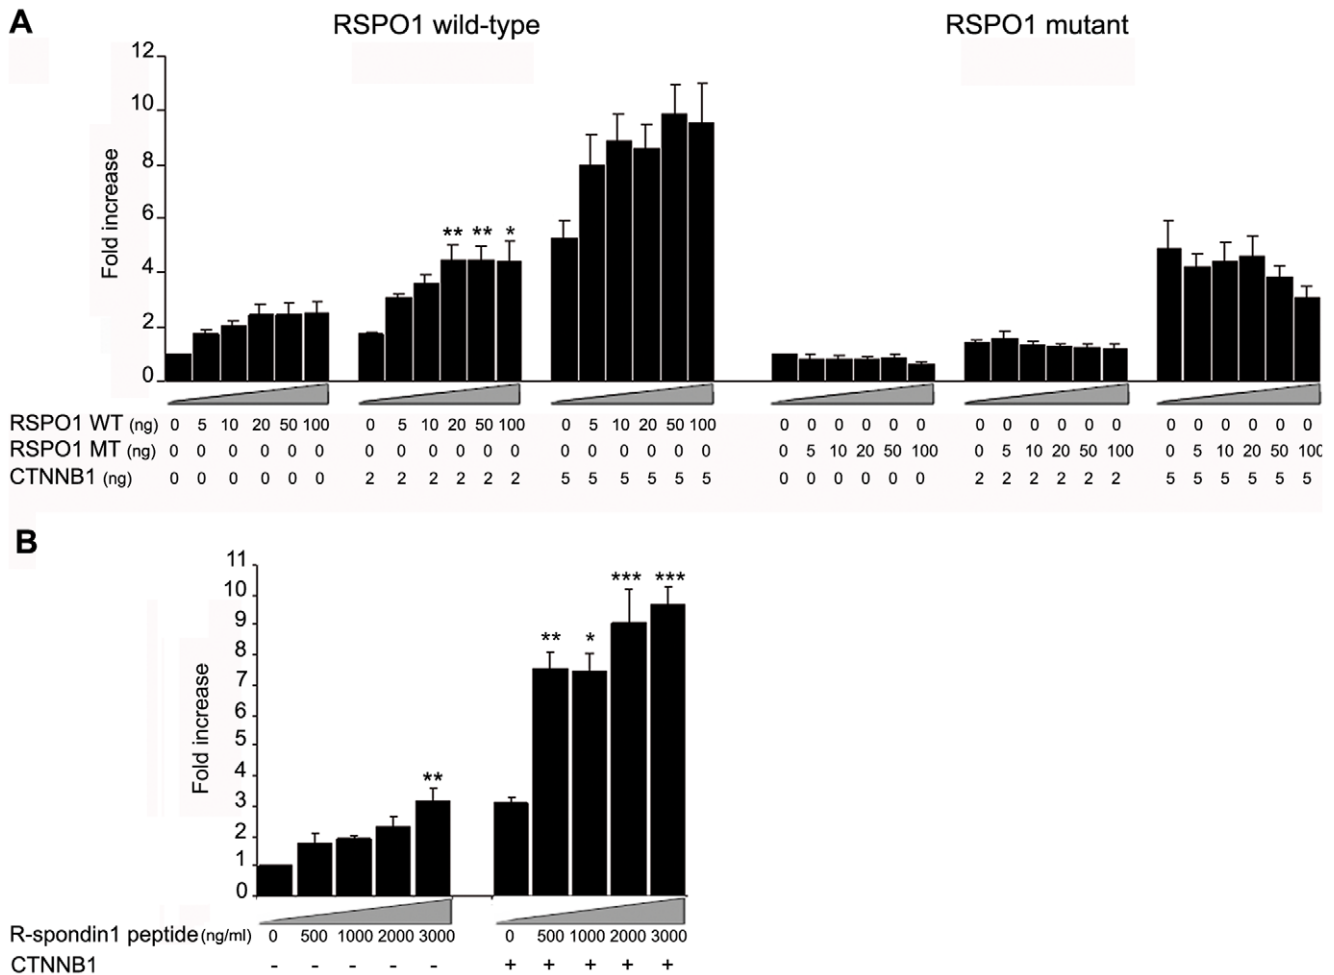 A
RSPO1 wild-type
RSPO1 mutant
12
10
8
6
4
2
0
Fold increase
** ** *
RSPO1 WT (ng) 0 5 10 20 50 100 0 5 10 20 50 100 0 5 10 20 50 100 0 0 0 0 0 0 0 0 0 0 0 0 0 0 0 0 0 0
RSPO1 MT (ng) 0 0 0 0 0 0 0 0 0 0 0 0 0 0 0 0 0 0 0 5 10 20 50 100 0 5 10 20 50 100 0 5 10 20 50 100
CTNNB1 (ng) 0 0 0 0 0 0 2 2 2 2 2 2 5 5 5 5 5 5 0 0 0 0 0 0 2 2 2 2 2 2 5 5 5 5 5 5
B
11
10
9
8
7
6
5
4
3
2
1
0
Fold increase
** ** * *** ***
R-spondin1 peptide (ng/ml) 0 500 1000 2000 3000 0 500 1000 2000 3000
CTNNB1 - - - - - + + + + +